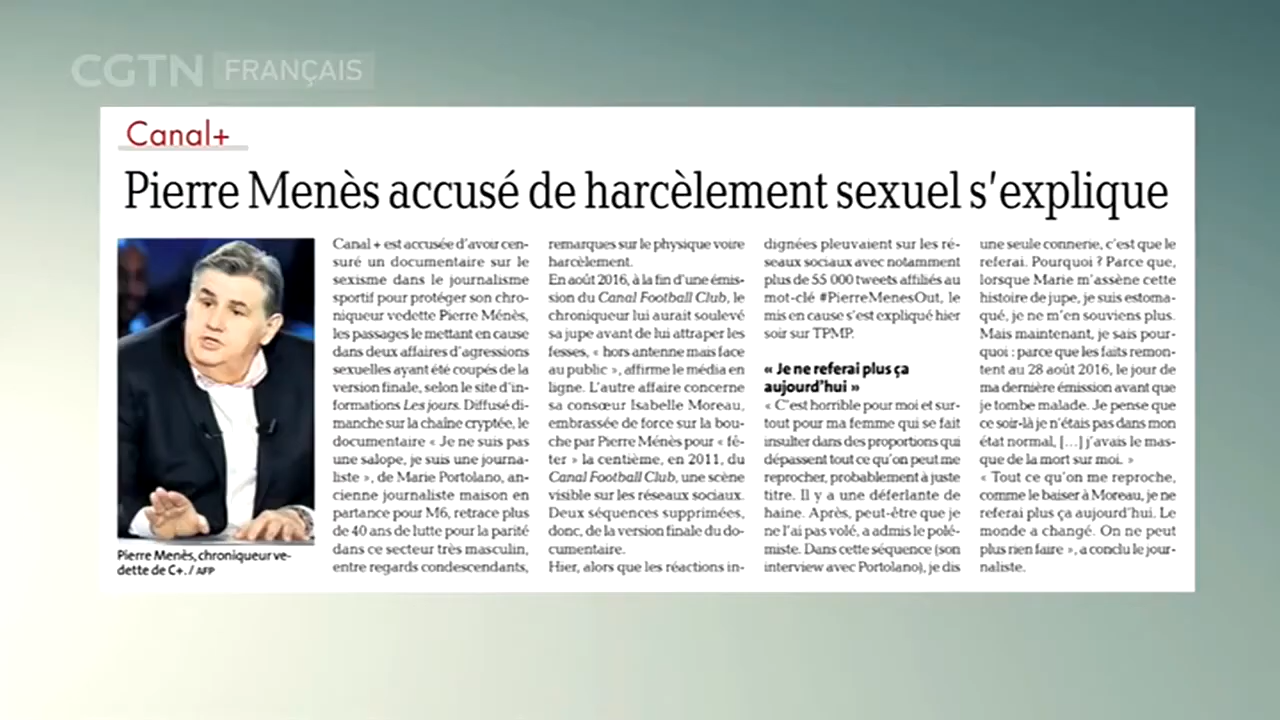 CGTN FRANÇAIS
Canal+
Pierre Menès accusé de harcèlement sexuel s'explique
Canal + est accusée d'avoir cen-
suré un documentaire sur le
sexisme dans le journalisme
sportif pour protéger son chro-
niqueur vedette Pierre Ménès,
les passages le mettant en cause
dans deux affaires d'agressions
sexuelles ayant été coupés de la
version finale, selon le site d'in-
formations Les jours. Diffusé di-
manche sur la chaîne cryptée, le
documentaire « Je ne suis pas
une salope, je suis une journa-
liste », de Marie Portolano, an-
cienne journaliste maison en
partance pour M6, retrace plus
de 40 ans de lutte pour la parité
dans ce secteur très masculin,
entre regards condescendants,
remarques sur le physique voire
harcèlement.
En août 2016, à la fin d'une émis-
sion du Canal Football Club, le
chroniqueur lui aurait soulevé
sa jupe avant de lui attraper les
fesses, « hors antenne mais face
au public », affirme le média en
ligne. L'autre affaire concerne
sa consœur Isabelle Moreau,
embrassée de force sur la bou-
che par Pierre Ménès pour « fê-
ter » la centième, en 2011, du
Canal Football Club, une scène
visible sur les réseaux sociaux.
Deux séquences supprimées,
donc, de la version finale du do-
cumentaire.
Hier, alors que les réactions in-
dignées pleuvaient sur les ré-
seaux sociaux avec notamment
plus de 55 000 tweets affiliés au
mot-clé #PierreMenesOut, le
mis en cause s'est expliqué hier
soir sur TPMP.
« Je ne referai plus ça
aujourd'hui »
« C'est horrible pour moi et sur-
tout pour ma femme qui se fait
insulter dans des proportions qui
dépassent tout ce qu'on peut me
reprocher, probablement à juste
titre. Il y a une déferlante de
haine. Après, peut-être que je
ne l'ai pas volé, a admis le polé-
miste. Dans cette séquence (son
interview avec Portolano), je dis
une seule connerie, c'est que le
referai. Pourquoi ? Parce que,
lorsque Marie m'assène cette
histoire de jupe, je suis estoma-
qué, je ne m'en souviens plus.
Mais maintenant, je sais pour-
quoi : parce que les faits remon-
tent au 28 août 2016, le jour de
ma dernière émission avant que
je tombe malade. Je pense que
ce soir-là je n'étais pas dans mon
état normal, [...] j'avais le mas-
que de la mort sur moi. »
« Tout ce qu'on me reproche,
comme le baiser à Moreau, je ne
referai plus ça aujourd'hui. Le
monde a changé. On ne peut
plus rien faire », a conclu le jour-
naliste.
Pierre Menès, chroniqueur ve-
dette de C+. / AFP